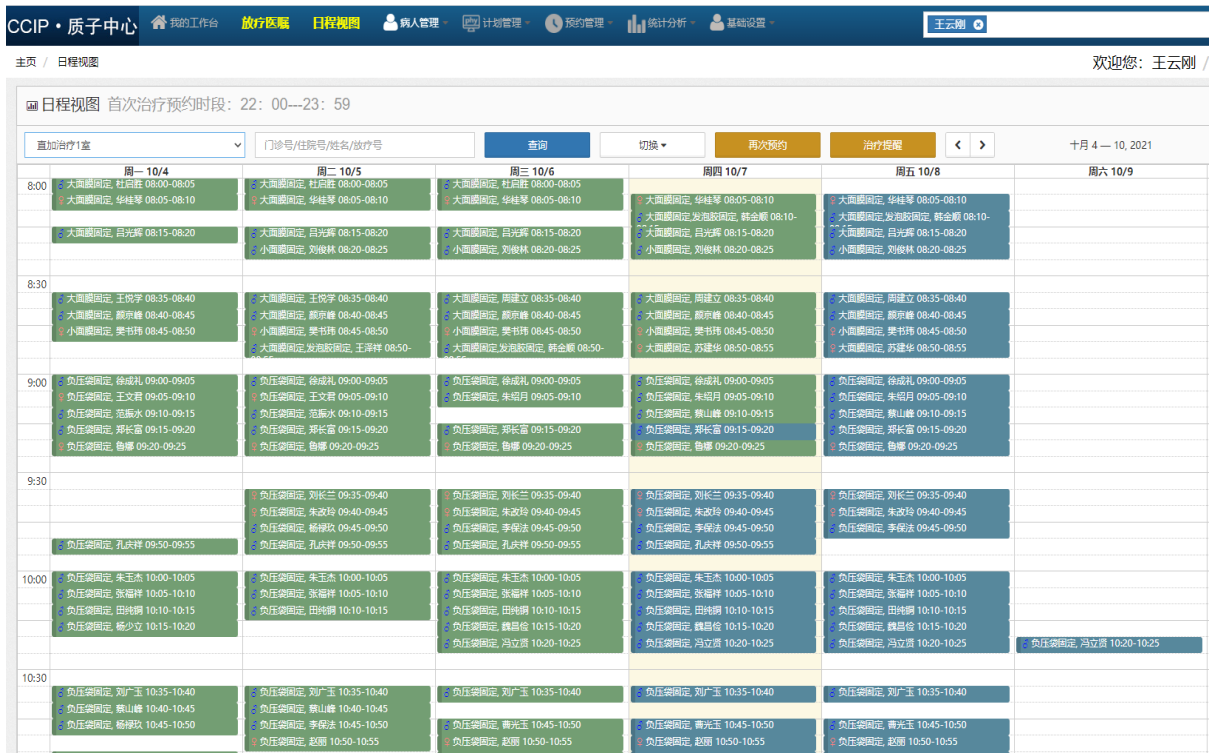 CCIP·质子中心 我的工作台 放疗医嘱 日程视图 病人管理 计划管理 预约管理 统计分析 基础设置 王云刚
主页 / 日程视图 欢迎您：王云刚 /
日程视图 首次治疗预约时段：22：00---23：59
直加治疗1室 门诊号/住院号/姓名/放疗号 查询 切换 再次预约 治疗提醒 < > 十月 4 — 10, 2021
周一 10/4 周二 10/5 周三 10/6 周四 10/7 周五 10/8 周六 10/9
8:00 大面膜固定, 杜启胜 08:00-08:05 大面膜固定, 杜启胜 08:00-08:05 大面膜固定, 杜启胜 08:00-08:05
大面膜固定, 华桂琴 08:05-08:10 大面膜固定, 华桂琴 08:05-08:10 大面膜固定, 华桂琴 08:05-08:10 大面膜固定, 华桂琴 08:05-08:10 大面膜固定, 华桂琴 08:05-08:10
大面膜固定,发泡胶固定, 韩金顺 08:10- 大面膜固定,发泡胶固定, 韩金顺 08:10-
大面膜固定, 吕光辉 08:15-08:20 大面膜固定, 吕光辉 08:15-08:20 大面膜固定, 吕光辉 08:15-08:20 大面膜固定, 吕光辉 08:15-08:20 大面膜固定, 吕光辉 08:15-08:20
小面膜固定, 刘俊林 08:20-08:25 小面膜固定, 刘俊林 08:20-08:25 小面膜固定, 刘俊林 08:20-08:25 小面膜固定, 刘俊林 08:20-08:25
8:30
大面膜固定, 王悦学 08:35-08:40 大面膜固定, 王悦学 08:35-08:40 大面膜固定, 周建立 08:35-08:40 大面膜固定, 周建立 08:35-08:40 大面膜固定, 周建立 08:35-08:40
大面膜固定, 颜京峰 08:40-08:45 大面膜固定, 颜京峰 08:40-08:45 大面膜固定, 颜京峰 08:40-08:45 大面膜固定, 颜京峰 08:40-08:45 大面膜固定, 颜京峰 08:40-08:45
小面膜固定, 樊书玮 08:45-08:50 小面膜固定, 樊书玮 08:45-08:50 小面膜固定, 樊书玮 08:45-08:50 小面膜固定, 樊书玮 08:45-08:50 小面膜固定, 樊书玮 08:45-08:50
大面膜固定,发泡胶固定, 王泽祥 08:50- 大面膜固定,发泡胶固定, 韩金顺 08:50- 大面膜固定, 苏建华 08:50-08:55 大面膜固定, 苏建华 08:50-08:55
9:00 负压袋固定, 徐成礼 09:00-09:05 负压袋固定, 徐成礼 09:00-09:05 负压袋固定, 徐成礼 09:00-09:05 负压袋固定, 徐成礼 09:00-09:05 负压袋固定, 徐成礼 09:00-09:05
负压袋固定, 王文君 09:05-09:10 负压袋固定, 王文君 09:05-09:10 负压袋固定, 朱绍月 09:05-09:10 负压袋固定, 朱绍月 09:05-09:10 负压袋固定, 朱绍月 09:05-09:10
负压袋固定, 范振水 09:10-09:15 负压袋固定, 范振水 09:10-09:15 负压袋固定, 蔡山峰 09:10-09:15 负压袋固定, 蔡山峰 09:10-09:15
负压袋固定, 郑长富 09:15-09:20 负压袋固定, 郑长富 09:15-09:20 负压袋固定, 郑长富 09:15-09:20 负压袋固定, 郑长富 09:15-09:20 负压袋固定, 郑长富 09:15-09:20
负压袋固定, 鲁娜 09:20-09:25 负压袋固定, 鲁娜 09:20-09:25 负压袋固定, 鲁娜 09:20-09:25 负压袋固定, 鲁娜 09:20-09:25 负压袋固定, 鲁娜 09:20-09:25
9:30
负压袋固定, 刘长兰 09:35-09:40 负压袋固定, 刘长兰 09:35-09:40 负压袋固定, 刘长兰 09:35-09:40 负压袋固定, 刘长兰 09:35-09:40
负压袋固定, 朱改玲 09:40-09:45 负压袋固定, 朱改玲 09:40-09:45 负压袋固定, 朱改玲 09:40-09:45 负压袋固定, 朱改玲 09:40-09:45
负压袋固定, 杨禄玖 09:45-09:50 负压袋固定, 李保法 09:45-09:50 负压袋固定, 李保法 09:45-09:50 负压袋固定, 李保法 09:45-09:50
负压袋固定, 孔庆祥 09:50-09:55 负压袋固定, 孔庆祥 09:50-09:55 负压袋固定, 孔庆祥 09:50-09:55 负压袋固定, 孔庆祥 09:50-09:55
10:00 负压袋固定, 朱玉杰 10:00-10:05 负压袋固定, 朱玉杰 10:00-10:05 负压袋固定, 朱玉杰 10:00-10:05 负压袋固定, 朱玉杰 10:00-10:05 负压袋固定, 朱玉杰 10:00-10:05
负压袋固定, 张福祥 10:05-10:10 负压袋固定, 张福祥 10:05-10:10 负压袋固定, 张福祥 10:05-10:10 负压袋固定, 张福祥 10:05-10:10 负压袋固定, 张福祥 10:05-10:10
负压袋固定, 田纯钢 10:10-10:15 负压袋固定, 田纯钢 10:10-10:15 负压袋固定, 田纯钢 10:10-10:15 负压袋固定, 田纯钢 10:10-10:15 负压袋固定, 田纯钢 10:10-10:15
负压袋固定, 杨少立 10:15-10:20 负压袋固定, 魏昌俭 10:15-10:20 负压袋固定, 魏昌俭 10:15-10:20 负压袋固定, 魏昌俭 10:15-10:20
负压袋固定, 冯立贤 10:20-10:25 负压袋固定, 冯立贤 10:20-10:25 负压袋固定, 冯立贤 10:20-10:25 负压袋固定, 冯立贤 10:20-10:25
10:30
负压袋固定, 刘广玉 10:35-10:40 负压袋固定, 刘广玉 10:35-10:40 负压袋固定, 刘广玉 10:35-10:40 负压袋固定, 刘广玉 10:35-10:40 负压袋固定, 刘广玉 10:35-10:40
负压袋固定, 蔡山峰 10:40-10:45 负压袋固定, 蔡山峰 10:40-10:45
负压袋固定, 杨禄玖 10:45-10:50 负压袋固定, 李保法 10:45-10:50 负压袋固定, 曹光玉 10:45-10:50 负压袋固定, 曹光玉 10:45-10:50 负压袋固定, 曹光玉 10:45-10:50
负压袋固定, 赵丽 10:50-10:55 负压袋固定, 赵丽 10:50-10:55 负压袋固定, 赵丽 10:50-10:55 负压袋固定, 赵丽 10:50-10:55